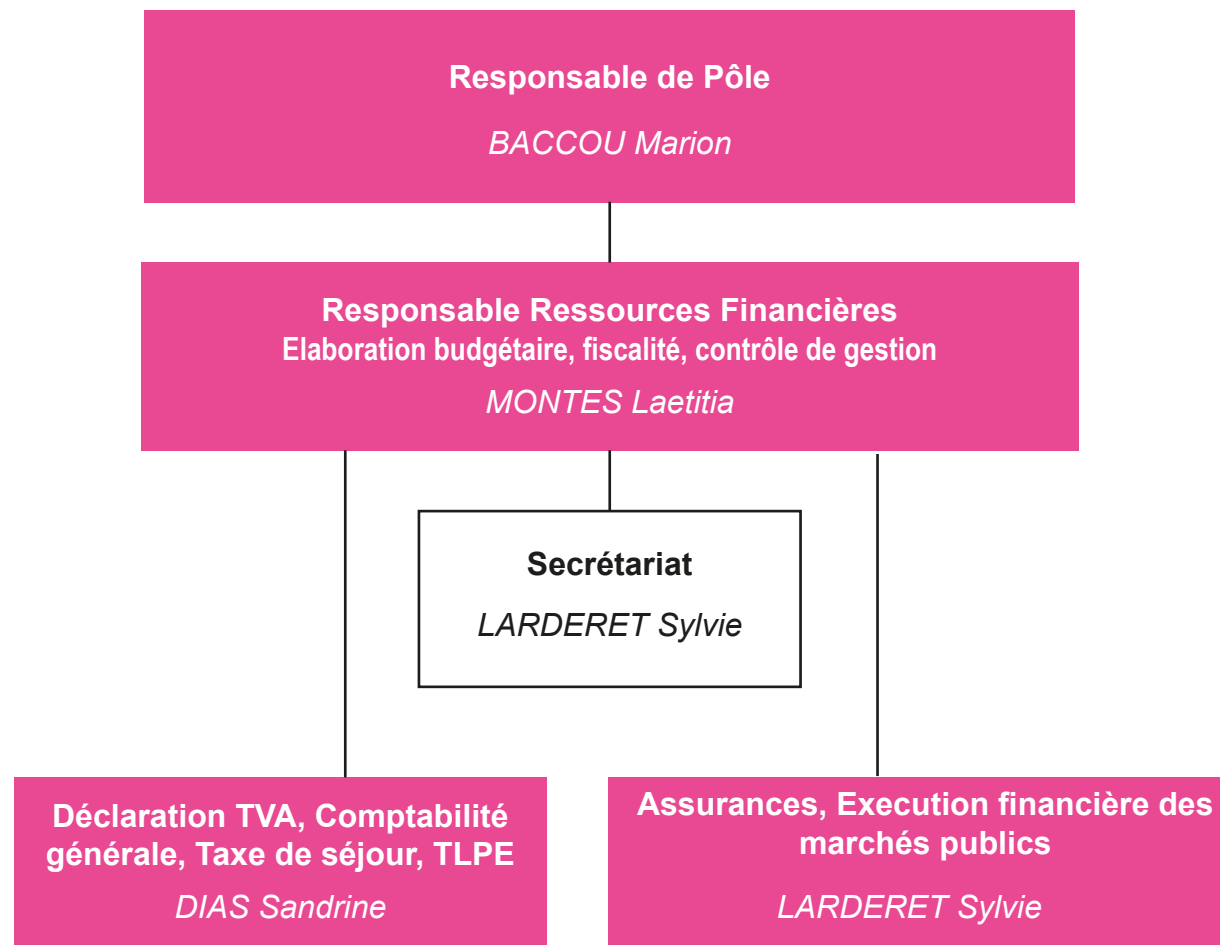 Responsable de Pôle
BACCOU Marion
Responsable Ressources Financières
Elaboration budgétaire, fiscalité, contrôle de gestion
MONTES Laetitia
Secrétariat
LARDERET Sylvie
Déclaration TVA, Comptabilité
générale, Taxe de séjour, TLPE
DIAS Sandrine
Assurances, Execution financière des
marchés publics
LARDERET Sylvie